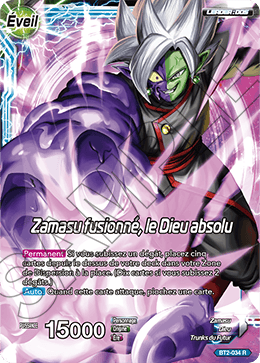 Éveil
LEADER : DOS
Zamasu fusionné, le Dieu absolu
Permanent Si vous subissez un dégât, placez cinq
cartes depuis le dessus de votre deck dans votre Zone
de Dispersion à la place. (Dix cartes si vous subissez 2
dégâts.)
Auto Quand cette carte attaque, piochez une carte.
15000
Personnage
Zamasu
Dieu
Trunks du Futur
BT2-034 R